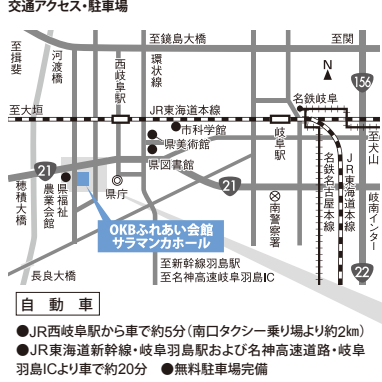 交通アクセス・駐車場
至鏡島大橋
至関
至揖斐
河渡橋
西岐阜駅
環状線
N
156
名鉄岐阜
至大垣
JR東海道本線
市科学館
県美術館
県図書館
岐阜駅
至犬山
21
県福祉
農業会館
県庁
21
穂積大橋
OKBふれあい会館
サラマンカホール
南警察署
名鉄名古屋本線
JR東海道本線
岐南インター
長良大橋
至新幹線羽島駅
至名神高速岐阜羽島IC
22
自動車
●JR西岐阜駅から車で約5分(南口タクシー乗り場より約2km)
●JR東海道新幹線・岐阜羽島駅および名神高速道路・岐阜
羽島ICより車で約20分 ●無料駐車場完備